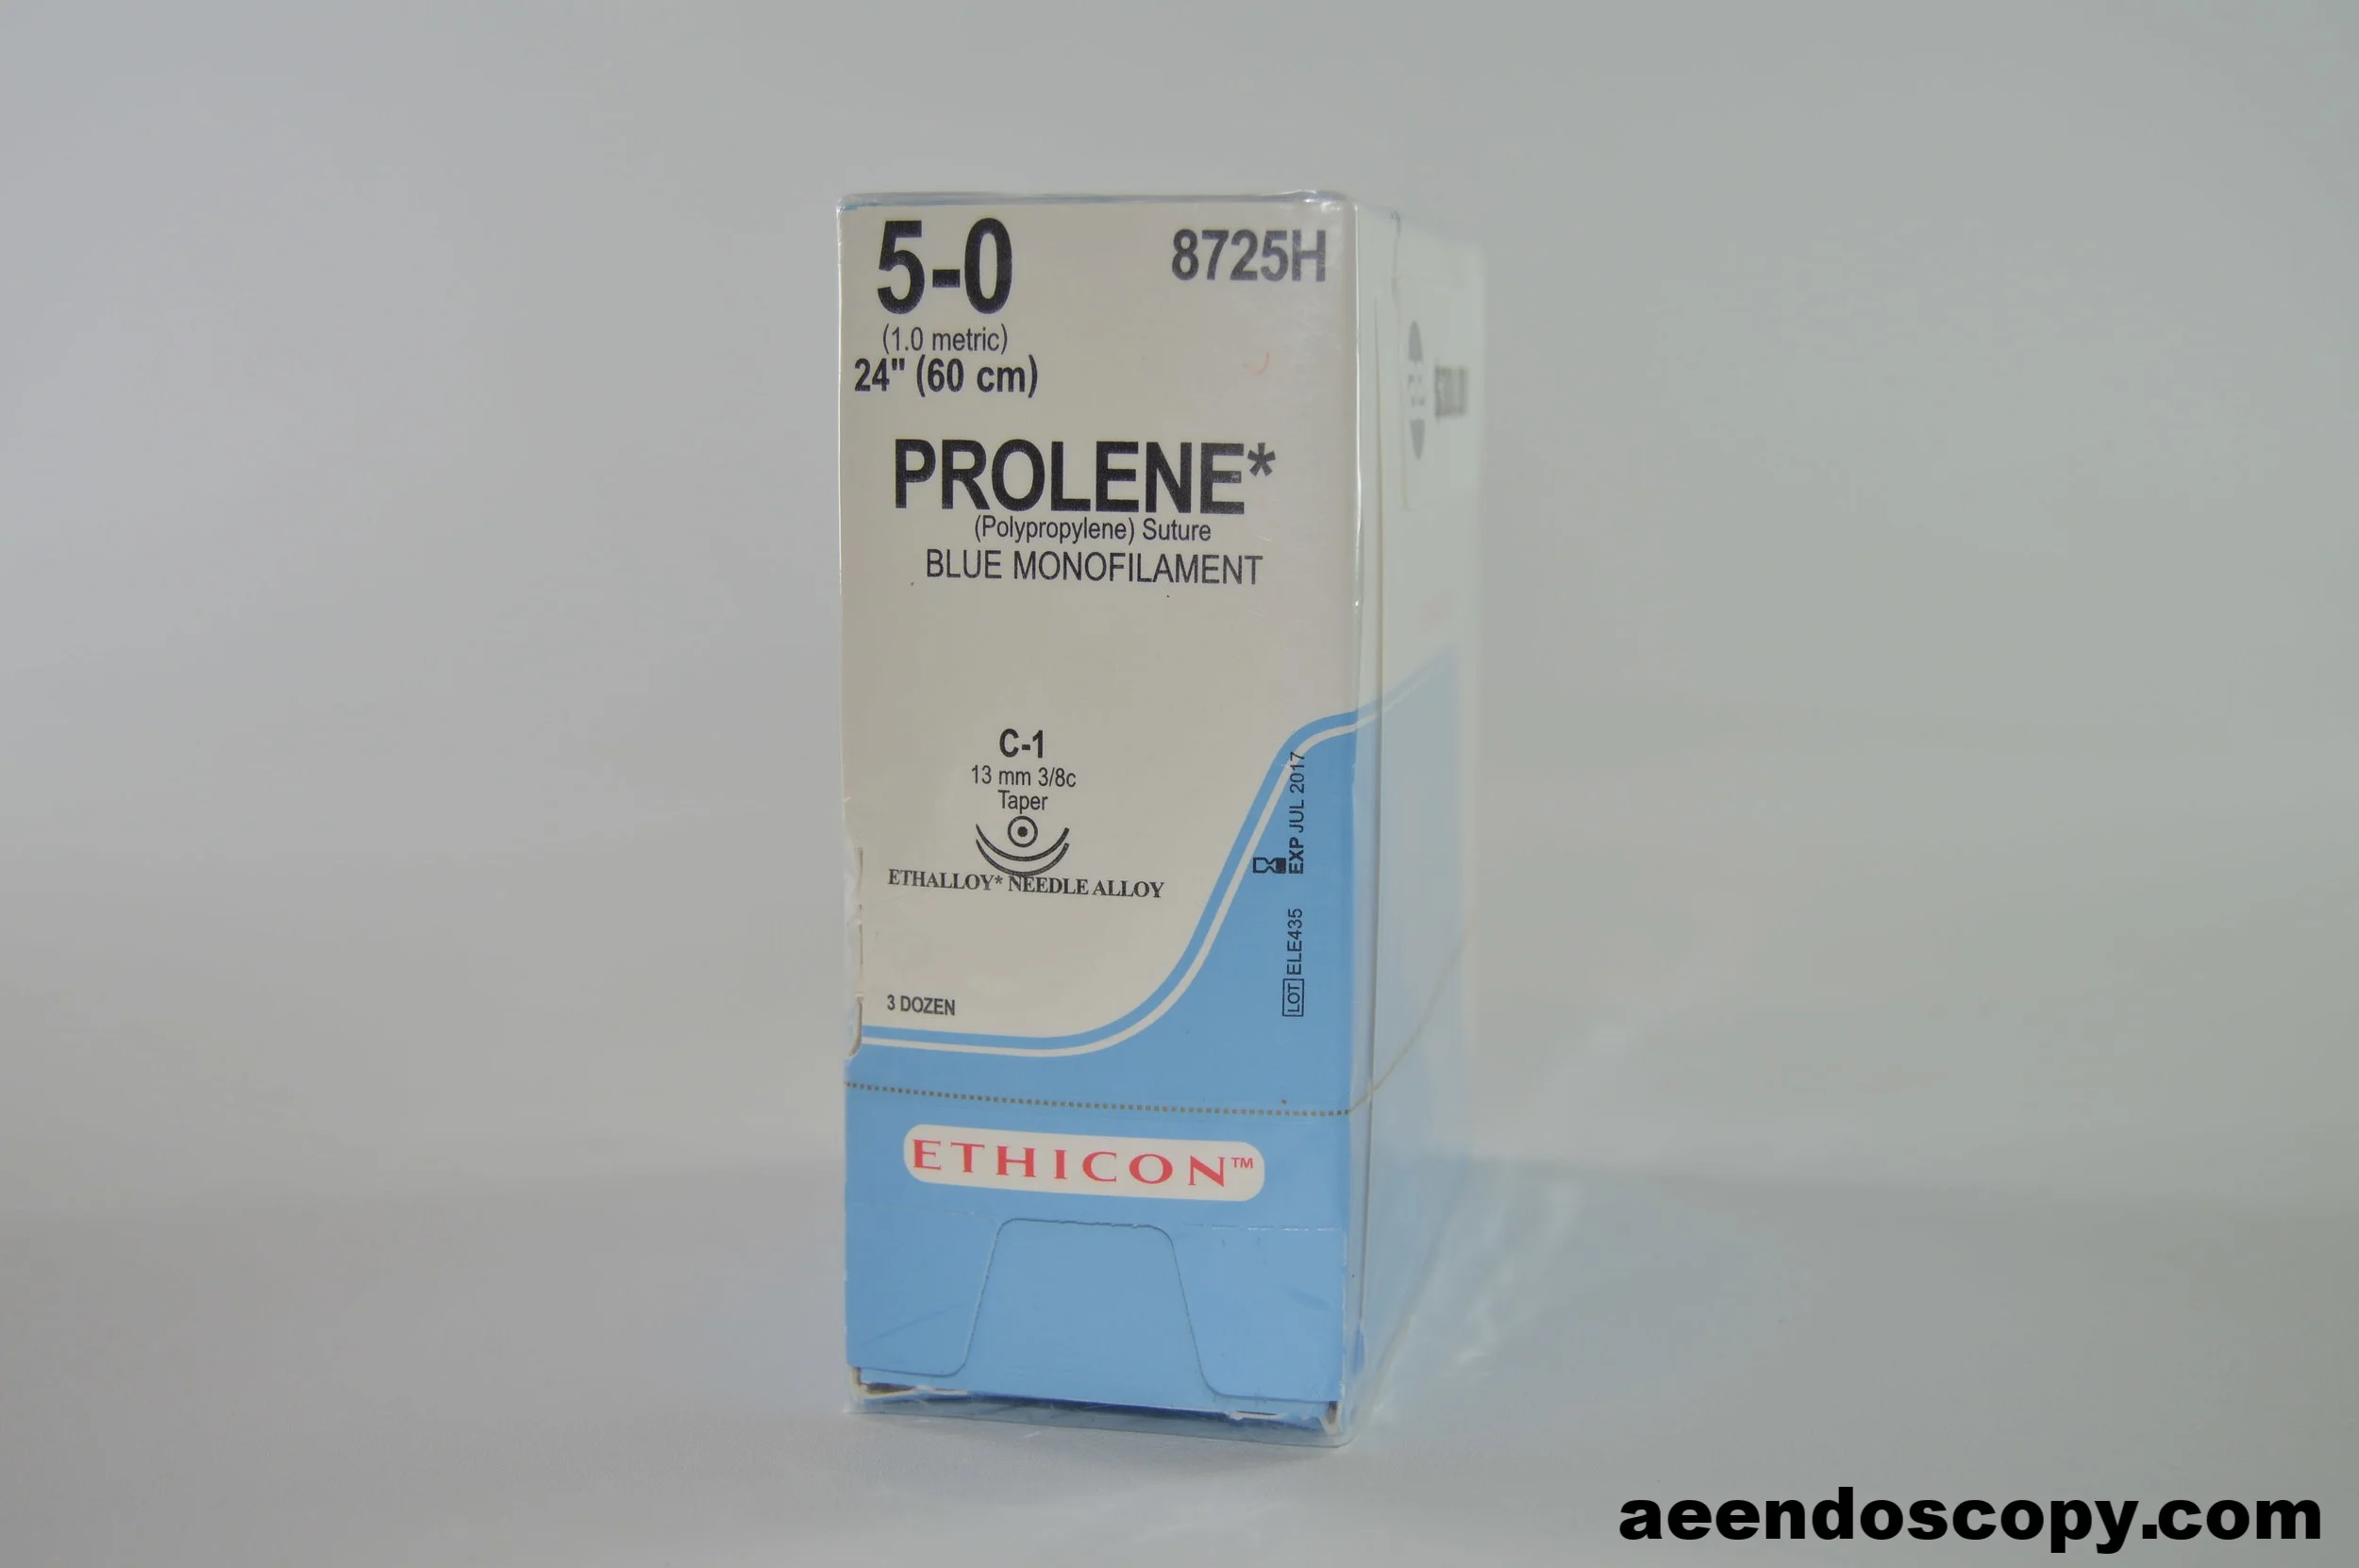 5-0
8725H
(1.0 metric)
24" (60 cm)
PROLENE*
(Polypropylene) Suture
BLUE MONOFILAMENT
C-1
13 mm 3/8c
Taper
ETHALLOY* NEEDLE ALLOY
EXP JUL 2017
LOT ELE435
3 DOZEN
ETHICON™
aeendoscopy.com